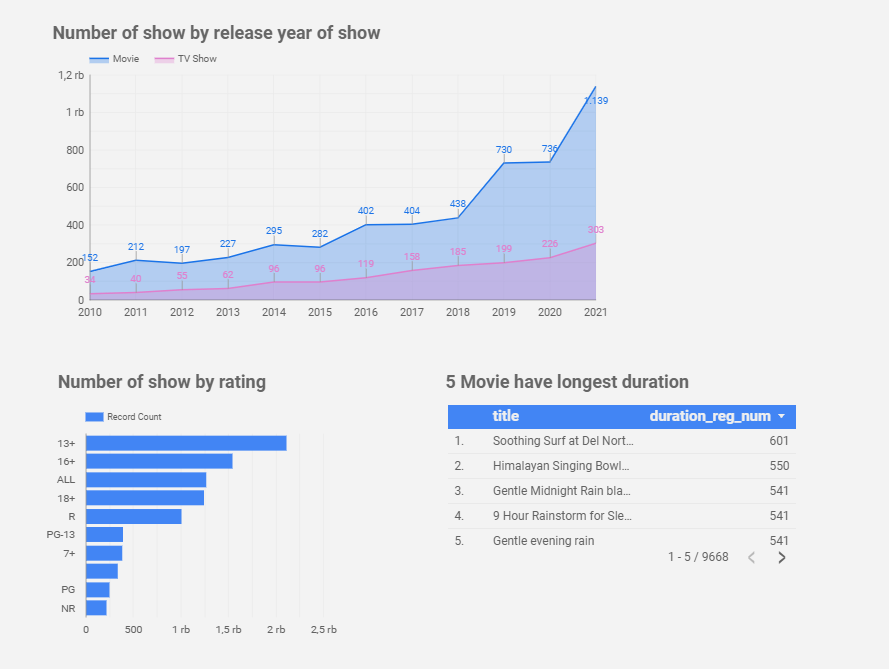 Number of show by release year of show
Movie TV Show
1,2 rb
1 rb
800
600
400
200
0
152 212 197 227 295 282 402 404 438 730 736 1.139
34 40 55 62 96 96 119 158 185 199 226 303
2010 2011 2012 2013 2014 2015 2016 2017 2018 2019 2020 2021
Number of show by rating
Record Count
13+
16+
ALL
18+
R
PG-13
7+
PG
NR
0 500 1 rb 1,5 rb 2 rb 2,5 rb
5 Movie have longest duration
title duration_reg_num
1. Soothing Surf at Del Nort... 601
2. Himalayan Singing Bowl... 550
3. Gentle Midnight Rain bla... 541
4. 9 Hour Rainstorm for Sle... 541
5. Gentle evening rain 541
1 - 5 / 9668